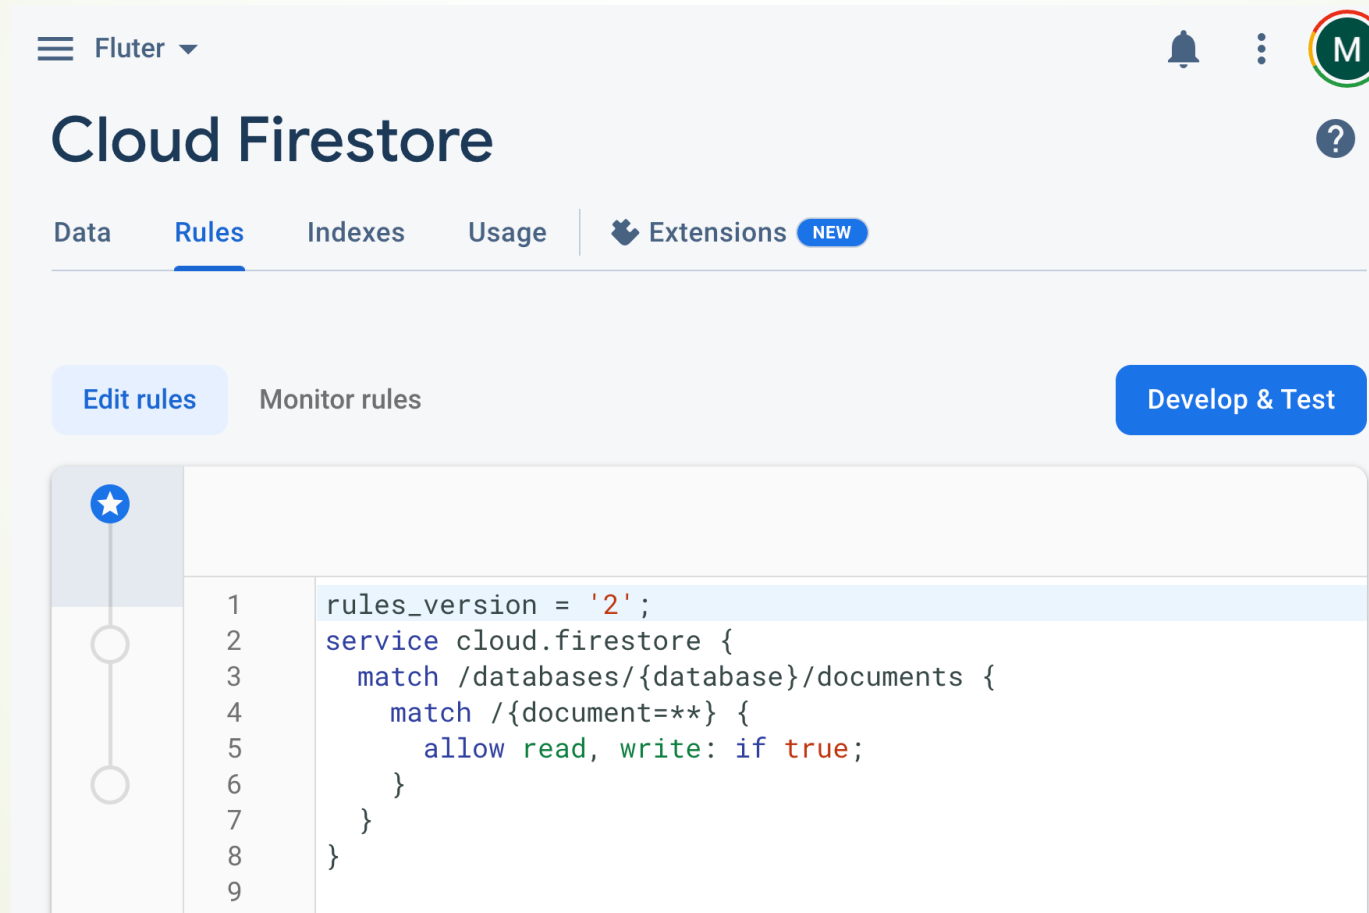 Fluter
M
Cloud Firestore
?
Data Rules Indexes Usage Extensions NEW
Edit rules Monitor rules Develop & Test
1 rules_version = '2';
2 service cloud.firestore {
3   match /databases/{database}/documents {
4     match /{document=**} {
5       allow read, write: if true;
6     }
7   }
8 }
9